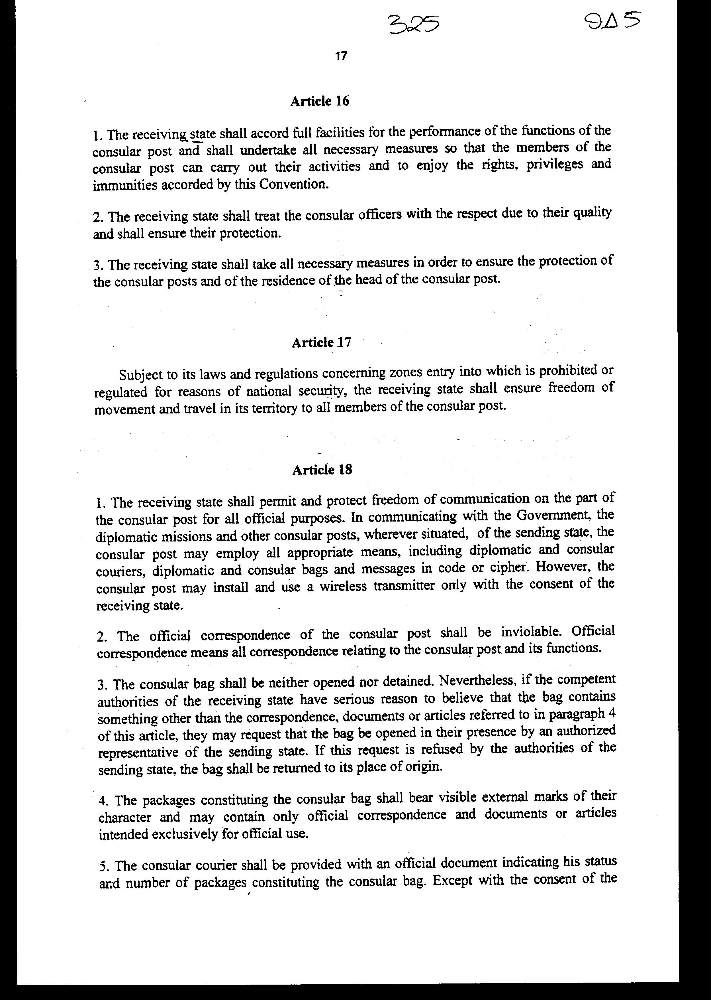 325
9Δ5
17
Article 16
1. The receiving state shall accord full facilities for the performance of the functions of the
consular post and shall undertake all necessary measures so that the members of the
consular post can carry out their activities and to enjoy the rights, privileges and
immunities accorded by this Convention.
2. The receiving state shall treat the consular officers with the respect due to their quality
and shall ensure their protection.
3. The receiving state shall take all necessary measures in order to ensure the protection of
the consular posts and of the residence of the head of the consular post.
Article 17
Subject to its laws and regulations concerning zones entry into which is prohibited or
regulated for reasons of national security, the receiving state shall ensure freedom of
movement and travel in its territory to all members of the consular post.
Article 18
1. The receiving state shall permit and protect freedom of communication on the part of
the consular post for all official purposes. In communicating with the Government, the
diplomatic missions and other consular posts, wherever situated, of the sending state, the
consular post may employ all appropriate means, including diplomatic and consular
couriers, diplomatic and consular bags and messages in code or cipher. However, the
consular post may install and use a wireless transmitter only with the consent of the
receiving state.
2. The official correspondence of the consular post shall be inviolable. Official
correspondence means all correspondence relating to the consular post and its functions.
3. The consular bag shall be neither opened nor detained. Nevertheless, if the competent
authorities of the receiving state have serious reason to believe that the bag contains
something other than the correspondence, documents or articles referred to in paragraph 4
of this article, they may request that the bag be opened in their presence by an authorized
representative of the sending state. If this request is refused by the authorities of the
sending state, the bag shall be returned to its place of origin.
4. The packages constituting the consular bag shall bear visible external marks of their
character and may contain only official correspondence and documents or articles
intended exclusively for official use.
5. The consular courier shall be provided with an official document indicating his status
and number of packages constituting the consular bag. Except with the consent of the